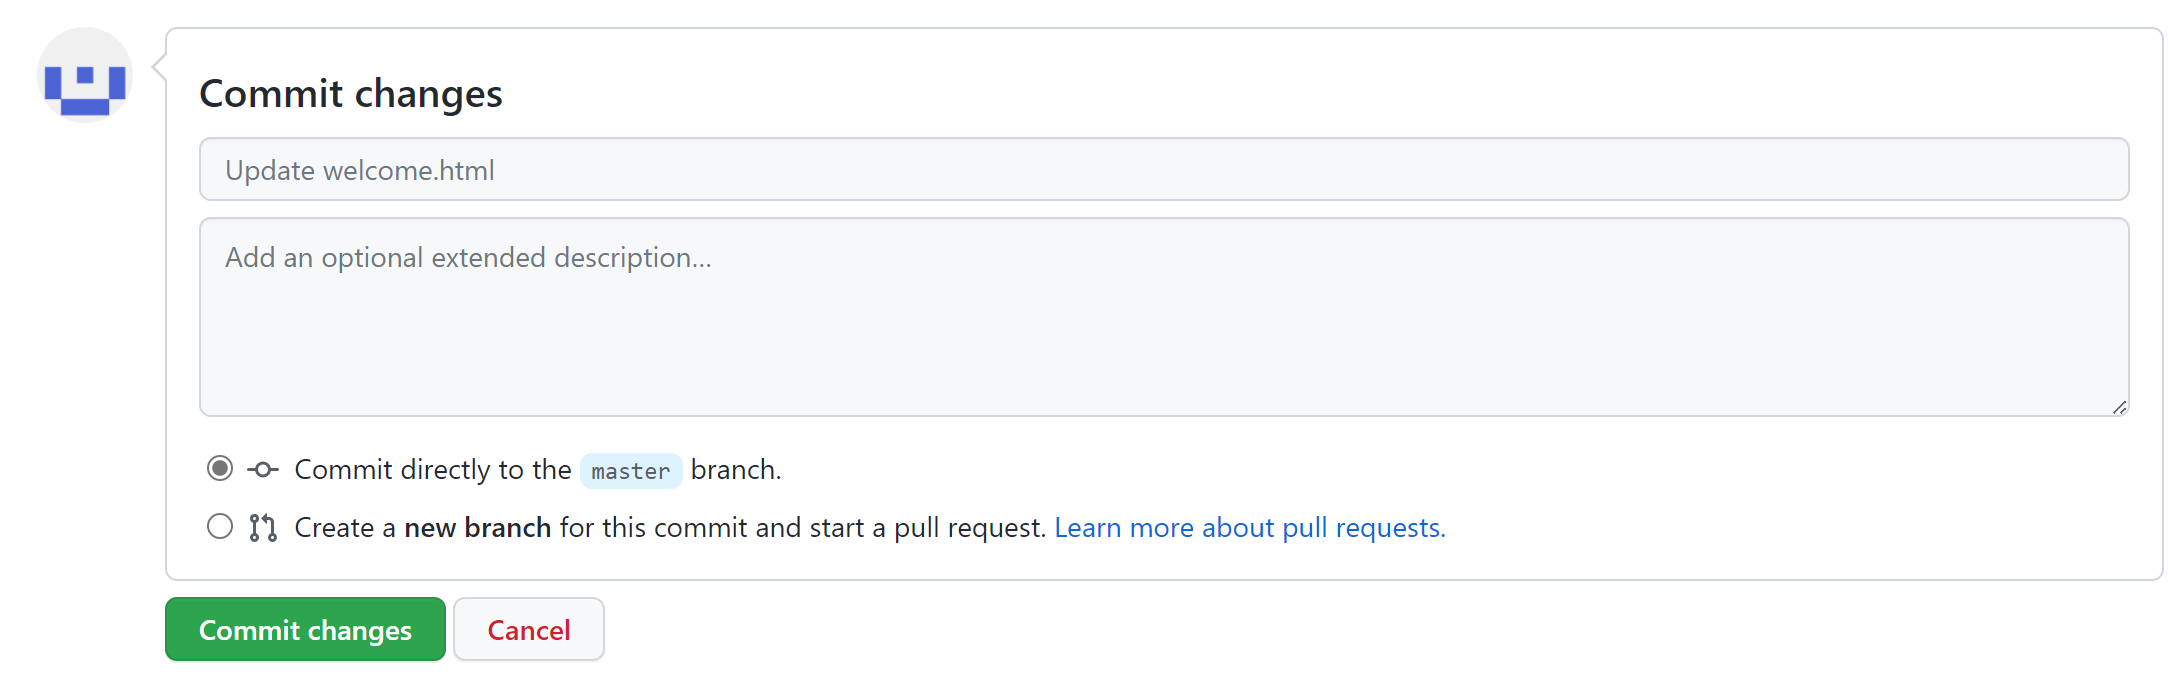 Commit changes
Update welcome.html
Add an optional extended description...
Commit directly to the master branch.
Create a new branch for this commit and start a pull request. Learn more about pull requests.
Commit changes Cancel